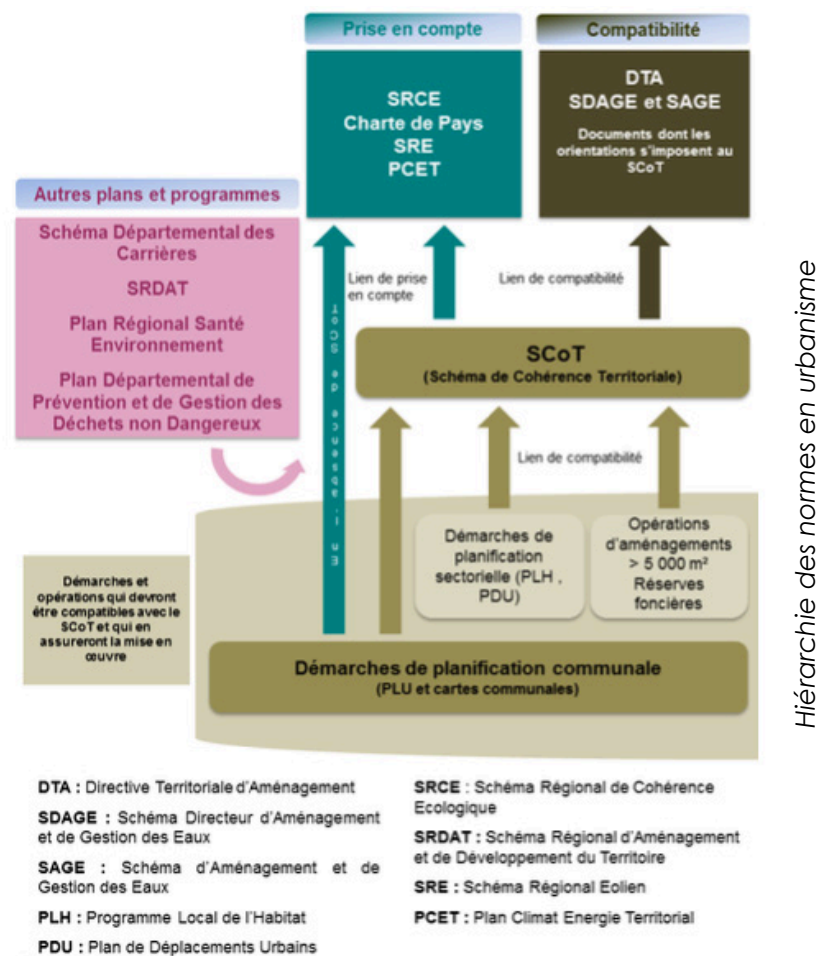 Prise en compte
Compatibilité
SRCE
Charte de Pays
SRE
PCET
DTA
SDAGE et SAGE
Documents dont les
orientations s'imposent au
SCoT
Autres plans et programmes
Schéma Départemental des
Carrières
SRDAT
Plan Régional Santé
Environnement
Plan Départemental de
Prévention et de Gestion des
Déchets non Dangereux
Lien de prise
en compte
Lien de compatibilité
En l'absence de SCoT
SCoT
(Schéma de Cohérence Territoriale)
Lien de compatibilité
Démarches de
planification
sectorielle (PLH ,
PDU)
Opérations
d'aménagements
> 5 000 m²
Réserves
foncières
Démarches et
opérations qui devront
être compatibles avec le
SCoT et qui en
assureront la mise en
œuvre
Démarches de planification communale
(PLU et cartes communales)
Hiérarchie des normes en urbanisme
DTA : Directive Territoriale d'Aménagement
SDAGE : Schéma Directeur d'Aménagement
et de Gestion des Eaux
SAGE : Schéma d'Aménagement et de
Gestion des Eaux
PLH : Programme Local de l'Habitat
PDU : Plan de Déplacements Urbains
SRCE : Schéma Régional de Cohérence
Ecologique
SRDAT : Schéma Régional d'Aménagement
et de Développement du Territoire
SRE : Schéma Régional Eolien
PCET : Plan Climat Energie Territorial